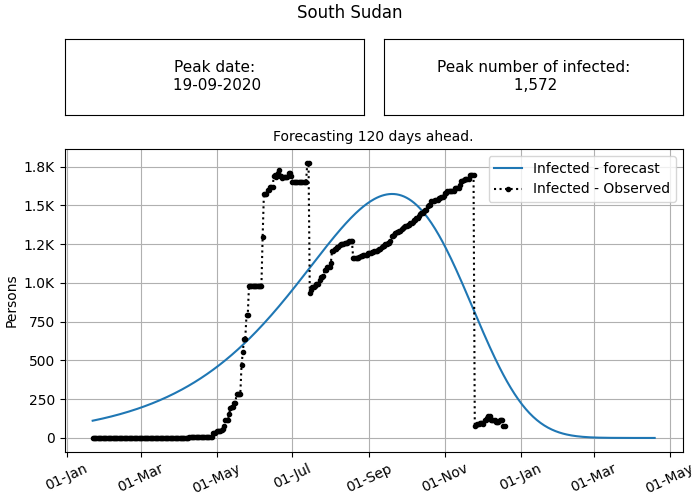 South Sudan
Peak date:
19-09-2020
Peak number of infected:
1,572
Forecasting 120 days ahead.
Infected - forecast
Infected - Observed
Persons
1.8K
1.5K
1.2K
1.0K
750
500
250
0
01-Jan 01-Mar 01-May 01-Jul 01-Sep 01-Nov 01-Jan 01-Mar 01-May